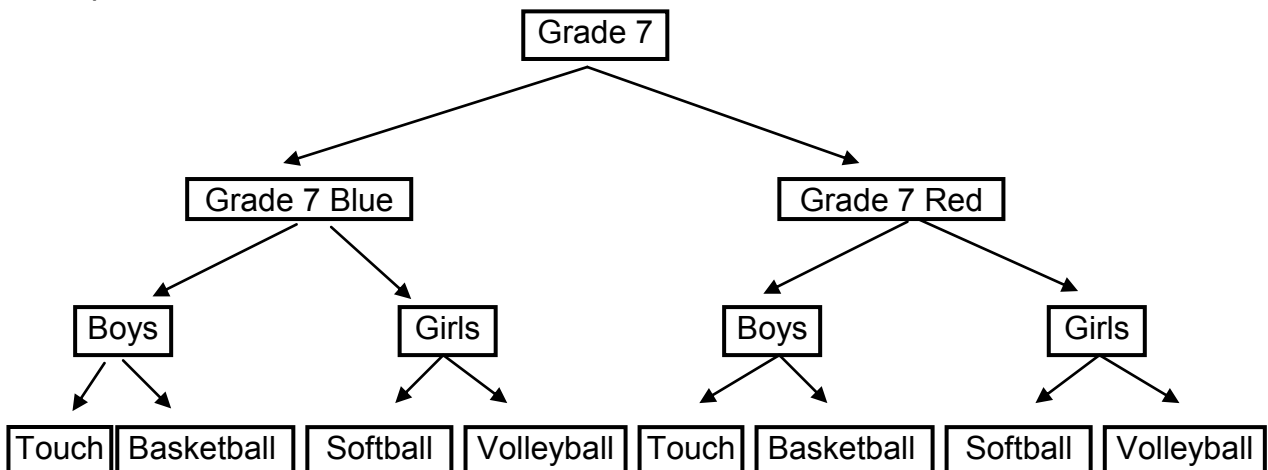 Grade 7
Grade 7 Blue Grade 7 Red
Boys Girls Boys Girls
Touch Basketball Softball Volleyball Touch Basketball Softball Volleyball